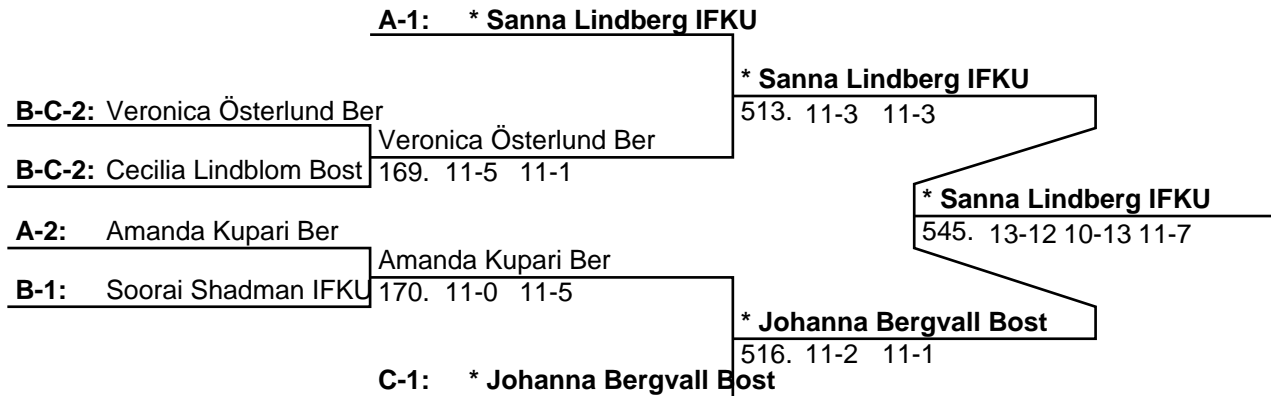 A-1: * Sanna Lindberg IFKU
* Sanna Lindberg IFKU
B-C-2: Veronica Österlund Ber
513. 11-3 11-3
Veronica Österlund Ber
B-C-2: Cecilia Lindblom Bost
169. 11-5 11-1
* Sanna Lindberg IFKU
A-2: Amanda Kupari Ber
545. 13-12 10-13 11-7
Amanda Kupari Ber
B-1: Soorai Shadman IFKU
170. 11-0 11-5
* Johanna Bergvall Bost
516. 11-2 11-1
C-1: * Johanna Bergvall Bost